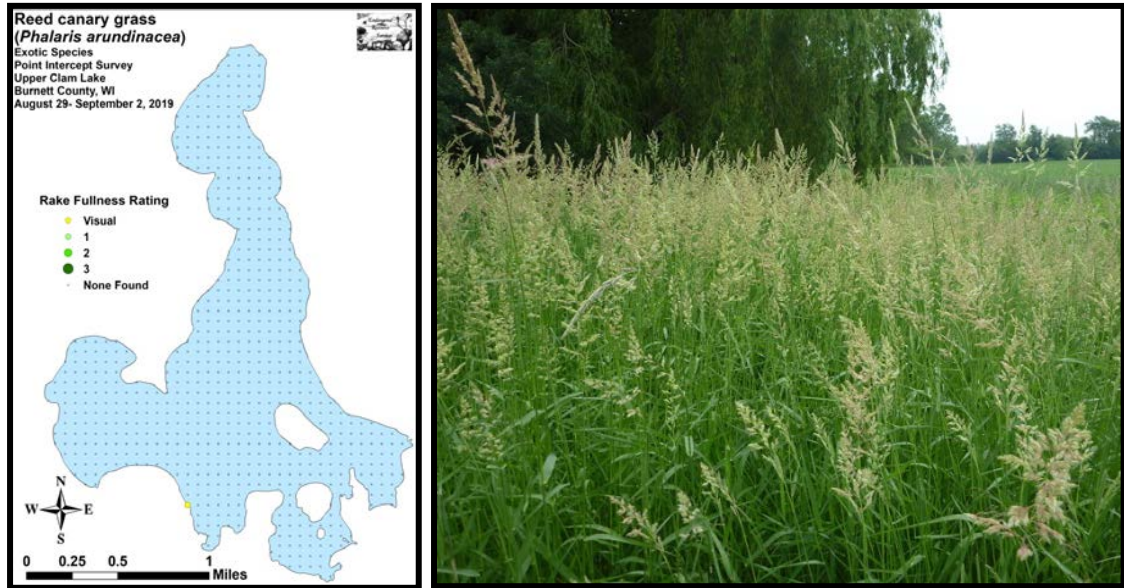 Reed canary grass
(Phalaris arundinacea)
Exotic Species
Point Intercept Survey
Upper Clam Lake
Burnett County, WI
August 29- September 2, 2019
Rake Fullness Rating
Visual
1
2
3
None Found
N
W E
S
0 0.25 0.5 1
Miles